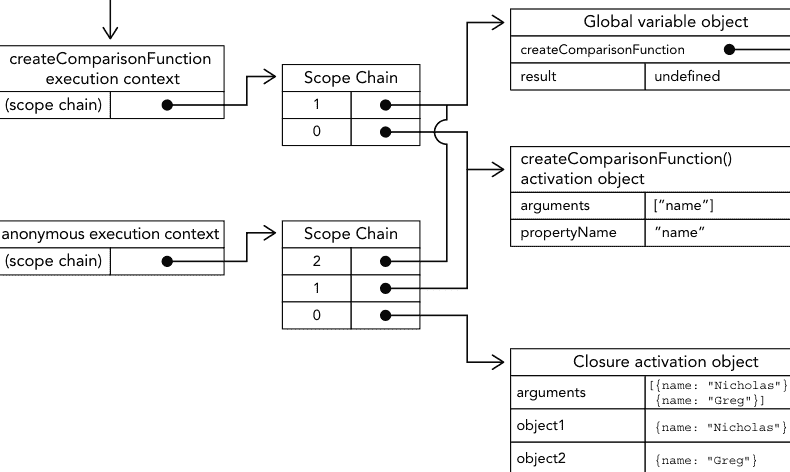 createComparisonFunction
execution context
(scope chain)
Scope Chain
1
0
anonymous execution context
(scope chain)
Scope Chain
2
1
0
Global variable object
createComparisonFunction
result undefined
createComparisonFunction()
activation object
arguments ["name"]
propertyName "name"
Closure activation object
arguments [{name: "Nicholas"}
{name: "Greg"}]
object1 {name: "Nicholas"}
object2 {name: "Greg"}